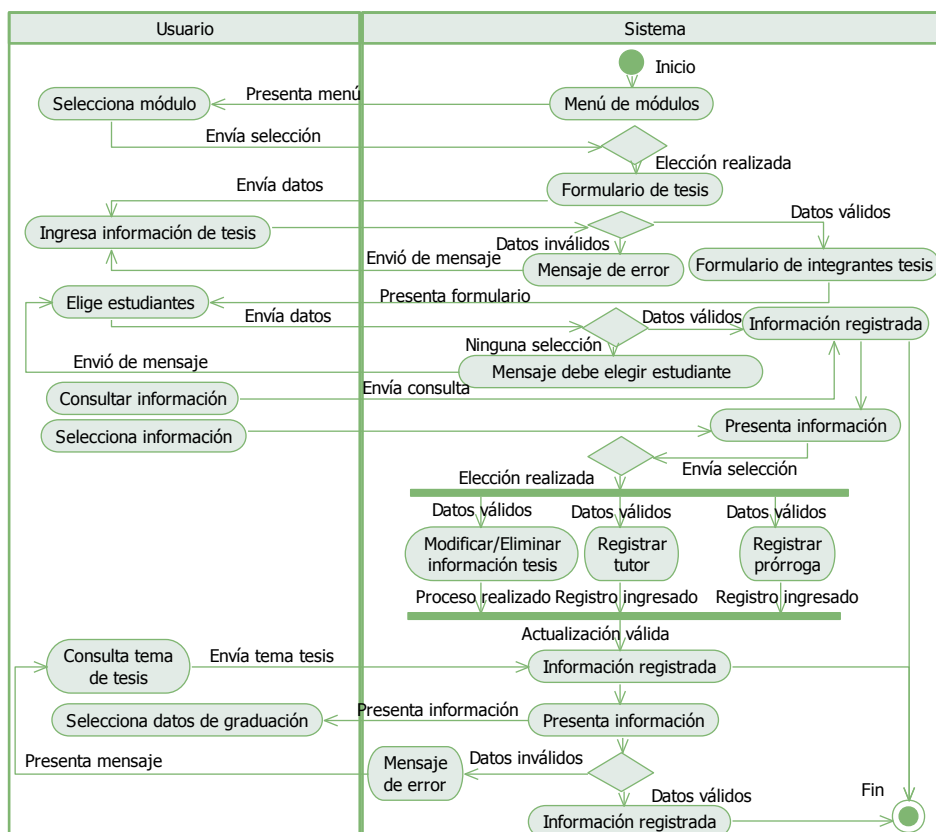 Usuario
Sistema
Inicio
Presenta menú
Selecciona módulo
Menú de módulos
Envía selección
Elección realizada
Envía datos
Formulario de tesis
Datos válidos
Ingresa información de tesis
Datos inválidos
Envió de mensaje
Mensaje de error
Formulario de integrantes tesis
Presenta formulario
Elige estudiantes
Envía datos
Datos válidos
Información registrada
Ninguna selección
Envió de mensaje
Mensaje debe elegir estudiante
Envía consulta
Consultar información
Presenta información
Selecciona información
Envía selección
Elección realizada
Datos válidos
Datos válidos
Datos válidos
Modificar/Eliminar
información tesis
Registrar
tutor
Registrar
prórroga
Proceso realizado
Registro ingresado
Registro ingresado
Actualización válida
Consulta tema
de tesis
Envía tema tesis
Información registrada
Presenta información
Selecciona datos de graduación
Presenta información
Datos inválidos
Presenta mensaje
Mensaje
de error
Datos válidos
Fin
Información registrada